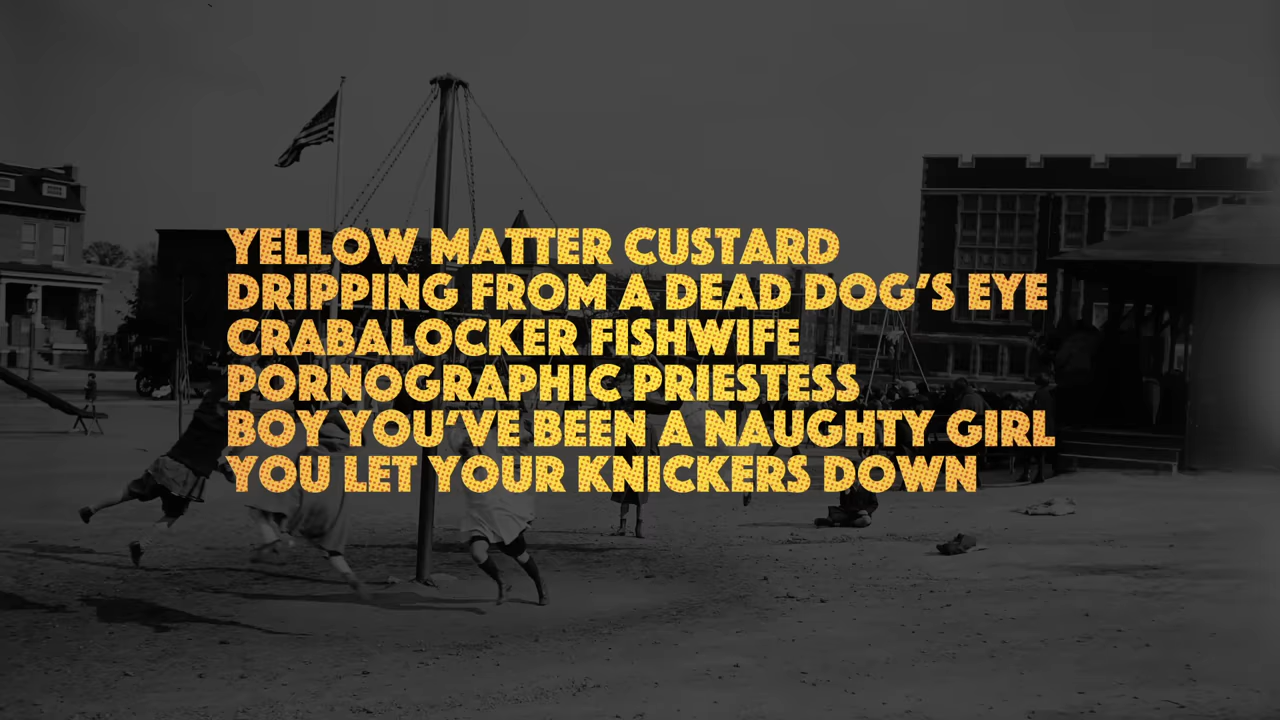 YELLOW MATTER CUSTARD
DRIPPING FROM A DEAD DOG'S EYE
CRABALOCKER FISHWIFE
PORNOGRAPHIC PRIESTESS
BOY YOU'VE BEEN A NAUGHTY GIRL
YOU LET YOUR KNICKERS DOWN